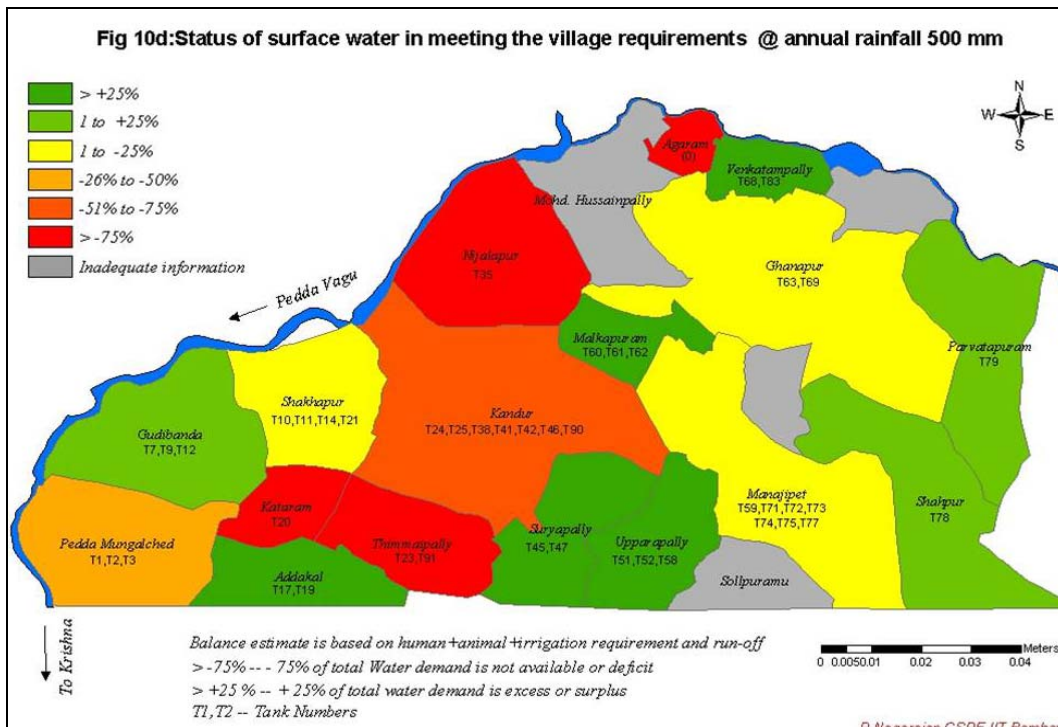 Fig 10d:Status of surface water in meeting the village requirements @ annual rainfall 500 mm
> +25%
1 to +25%
1 to -25%
-26% to -50%
-51% to -75%
> -75%
Inadequate information
N
W E
S
Agaram
(0)
Venkatampally
T68,T83
Mohd. Hussainpally
Hijalapur
T35
Ghanapur
T63,T69
Pedda Vagu
Malkapuram
T60,T61,T62
Parvatapuram
T79
Shakhapur
T10,T11,T14,T21
Kandur
T24,T25,T38,T41,T42,T46,T90
Gudibanda
T7,T9,T12
Manajipet
T59,T71,T72,T73
T74,T75,T77
Shahpur
T78
Kataram
T20
Suryapally
T45,T47
Upparapally
T51,T52,T58
Pedda Mungalched
T1,T2,T3
Thimmaipally
T23,T91
Addakal
T17,T19
Sollpuramu
To Krishna
Balance estimate is based on human+animal+irrigation requirement and run-off
> -75% -- - 75% of total Water demand is not available or deficit
> +25 % -- + 25% of total water demand is excess or surplus
T1,T2 -- Tank Numbers
Meters
0 0.0050.01 0.02 0.03 0.04